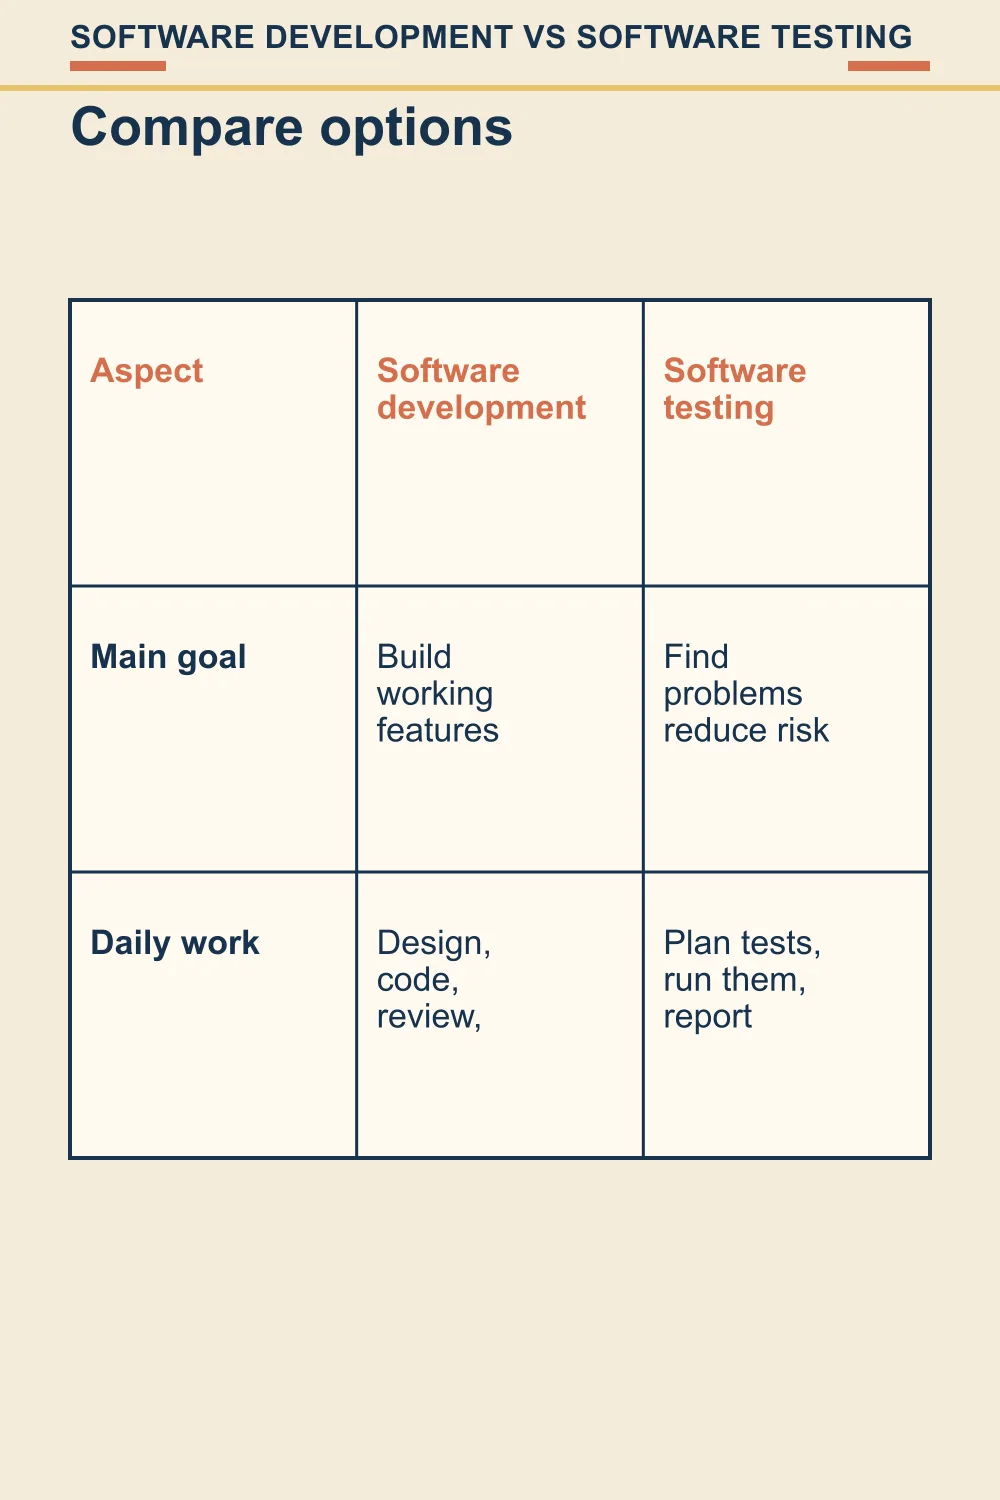 SOFTWARE DEVELOPMENT VS SOFTWARE TESTING
Compare options
Aspect
Software
development
Software
testing
Main goal
Build
working
features
Find
problems
reduce risk
Daily work
Design,
code,
review,
Plan tests,
run them,
report